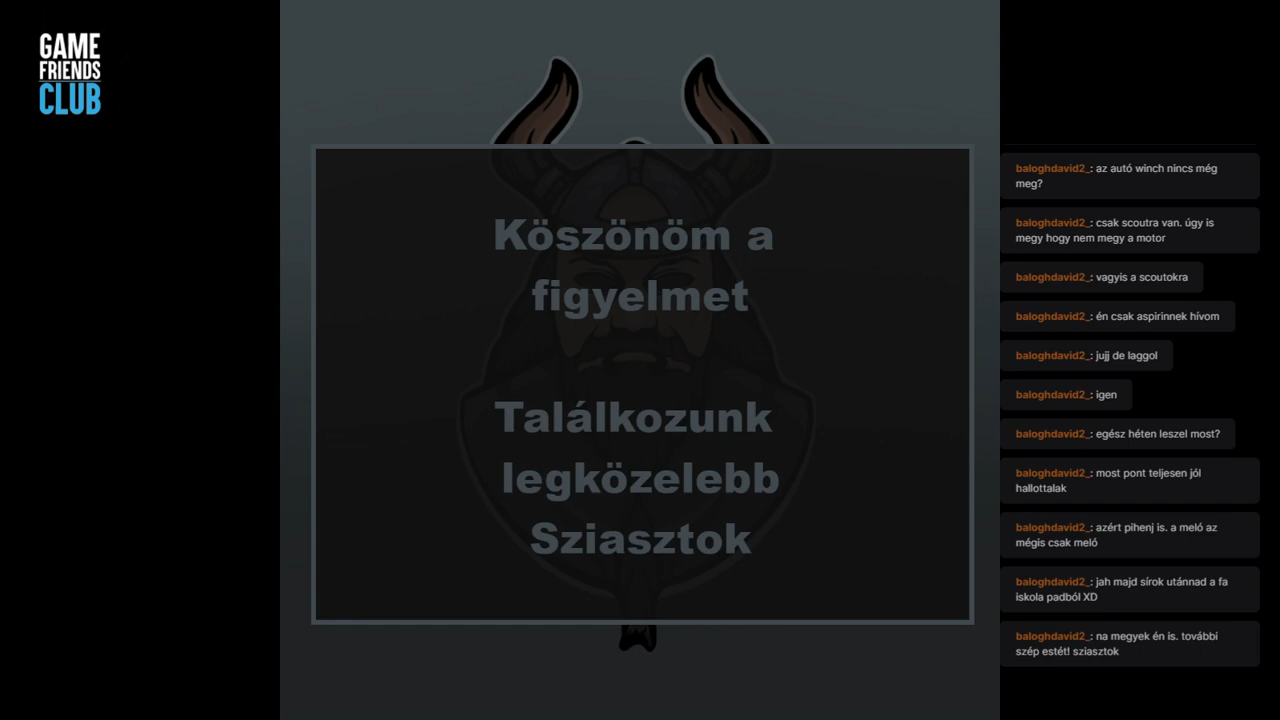 GAME
FRIENDS
CLUB
Köszönöm a
figyelmet
Találkozunk
legközelebb
Sziasztok
baloghdavid2_: az autó winch nincs még
meg?
baloghdavid2_: csak scoutra van. úgy is
megy hogy nem megy a motor
baloghdavid2_: vagyis a scoutokra
baloghdavid2_: én csak aspirinnek hívom
baloghdavid2_: jujj de laggol
baloghdavid2_: igen
baloghdavid2_: egész héten leszel most?
baloghdavid2_: most pont teljesen jól
hallottalak
baloghdavid2_: azért pihenj is. a meló az
mégis csak meló
baloghdavid2_: jah majd sírok utánnad a fa
iskola padból XD
baloghdavid2_: na megyek én is. további
szép estét! sziasztok